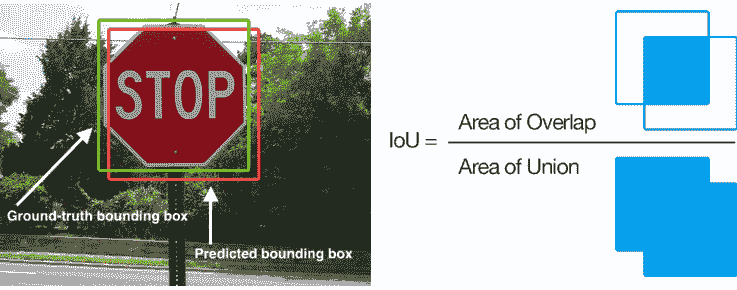 STOP
Ground-truth bounding box
Predicted bounding box
IoU =
Area of Overlap
Area of Union